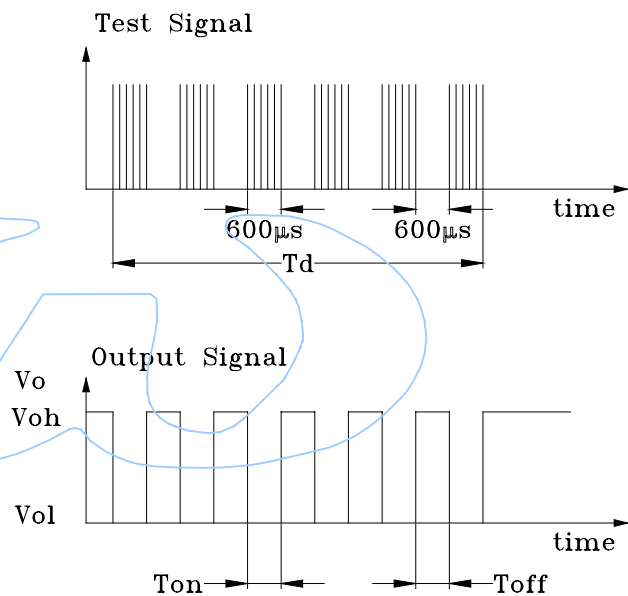 Test Signal
time
600µs 600µs
Td
Output Signal
Vo
Voh
Vol
time
Ton Toff